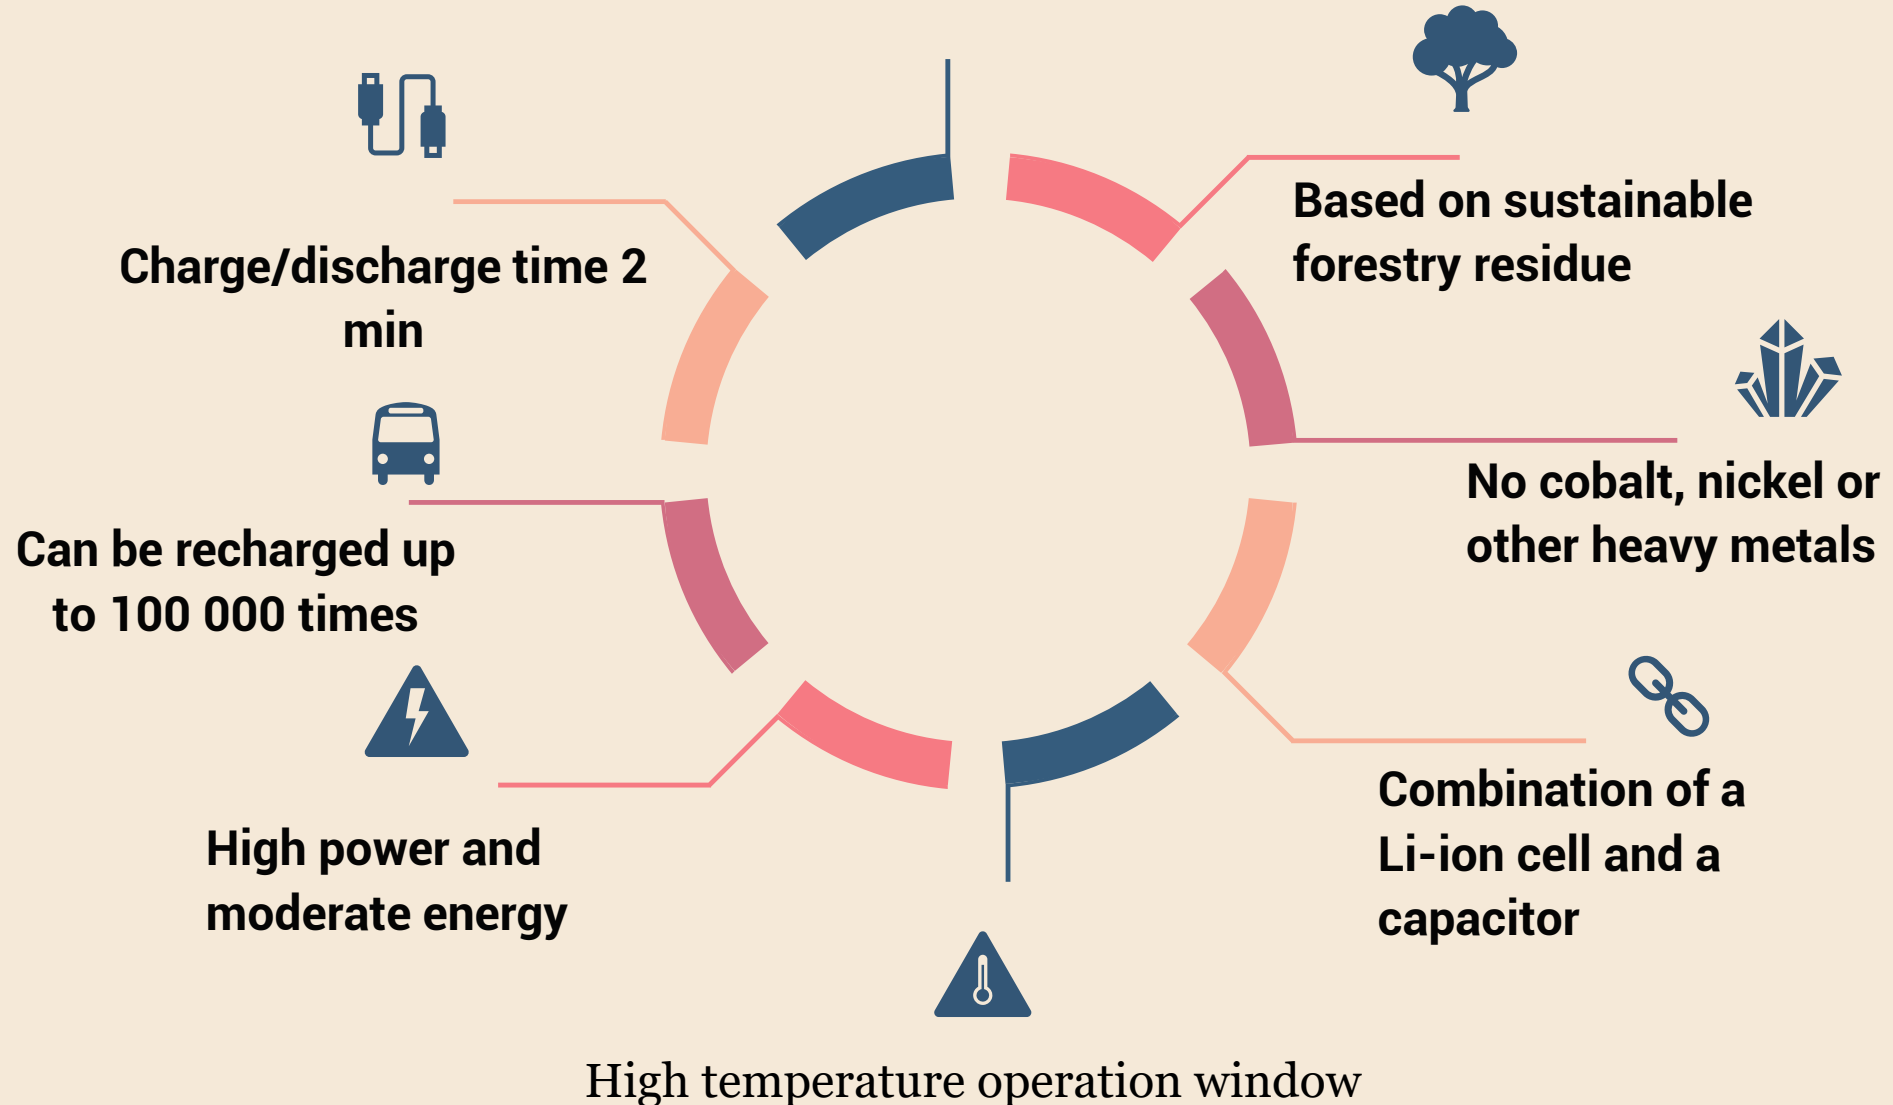 Based on sustainable
forestry residue
No cobalt, nickel or
other heavy metals
Combination of a
Li-ion cell and a
capacitor
High temperature operation window
High power and
moderate energy
Can be recharged up
to 100 000 times
Charge/discharge time 2
min